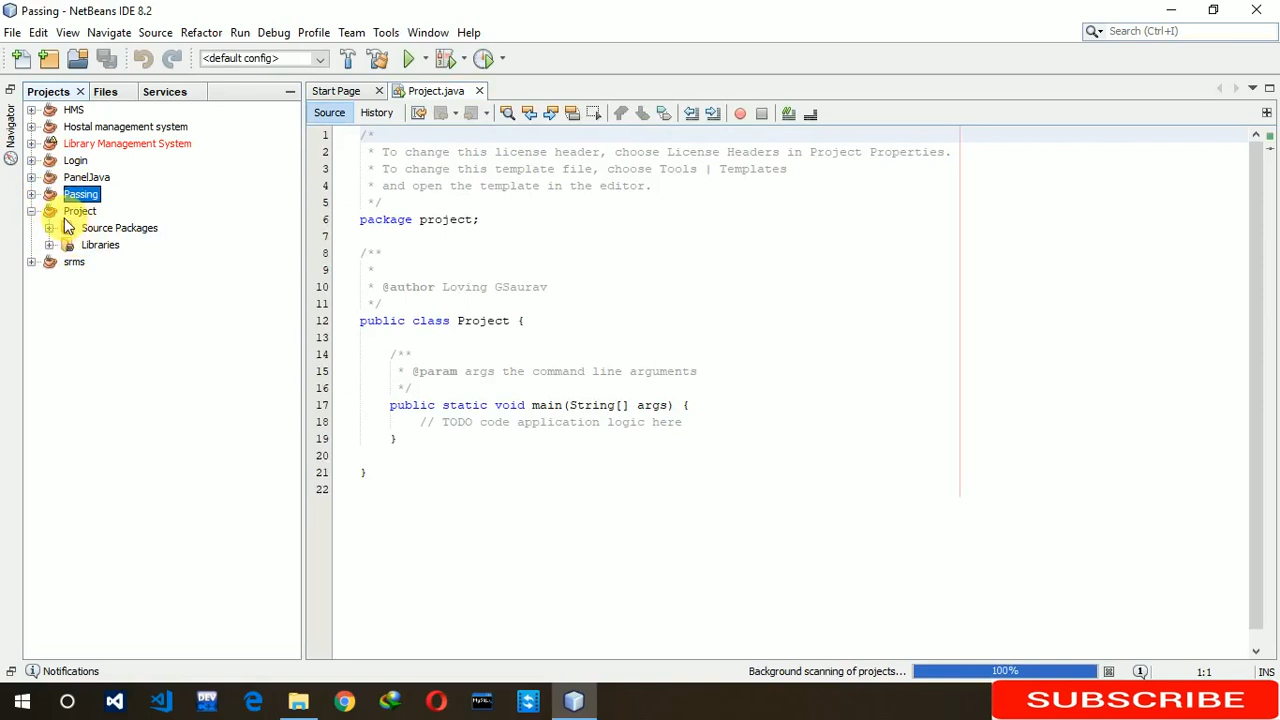 Passing - NetBeans IDE 8.2
File Edit View Navigate Source Refactor Run Debug Profile Team Tools Window Help
Search (Ctrl+I)
<default config>
Projects Files Services
Start Page Project.java
Navigator
Source History
HMS
Hostal management system
Library Management System
Login
PanelJava
Passing
Project
Source Packages
Libraries
srms
1 /*
2 * To change this license header, choose License Headers in Project Properties.
3 * To change this template file, choose Tools | Templates
4 * and open the template in the editor.
5 */
6 package project;
7
8 /**
9 *
10 * @author Loving GSaurav
11 */
12 public class Project {
13
14 /**
15 * @param args the command line arguments
16 */
17 public static void main(String[] args) {
18 // TODO code application logic here
19 }
20
21 }
22
Notifications
Background scanning of projects... 100% 1 1:1 INS
DEV
MySQL
SUBSCRIBE